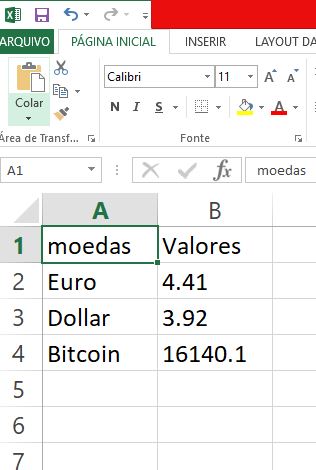 ARQUIVO PÁGINA INICIAL INSERIR LAYOUT DA
Calibri 11 A A
Colar N I S A
Área de Transf... Fonte
A1 fx moedas
A B
1 moedas Valores
2 Euro 4.41
3 Dollar 3.92
4 Bitcoin 16140.1
5
6
7